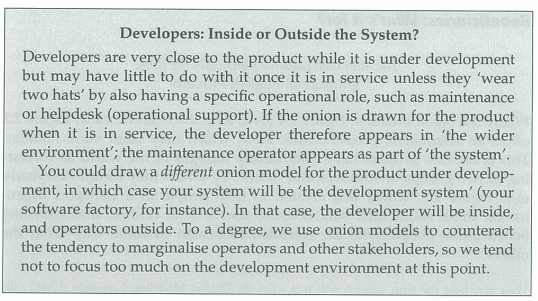 Developers: Inside or Outside the System?
Developers are very close to the product while it is under development
but may have little to do with it once it is in service unless they ‘wear
two hats’ by also having a specific operational role, such as maintenance
or helpdesk (operational support). If the onion is drawn for the product
when it is in service, the developer therefore appears in ‘the wider
environment’; the maintenance operator appears as part of ‘the system’.
You could draw a different onion model for the product under develop-
ment, in which case your system will be ‘the development system’ (your
software factory, for instance). In that case, the developer will be inside,
and operators outside. To a degree, we use onion models to counteract
the tendency to marginalise operators and other stakeholders, so we tend
not to focus too much on the development environment at this point.